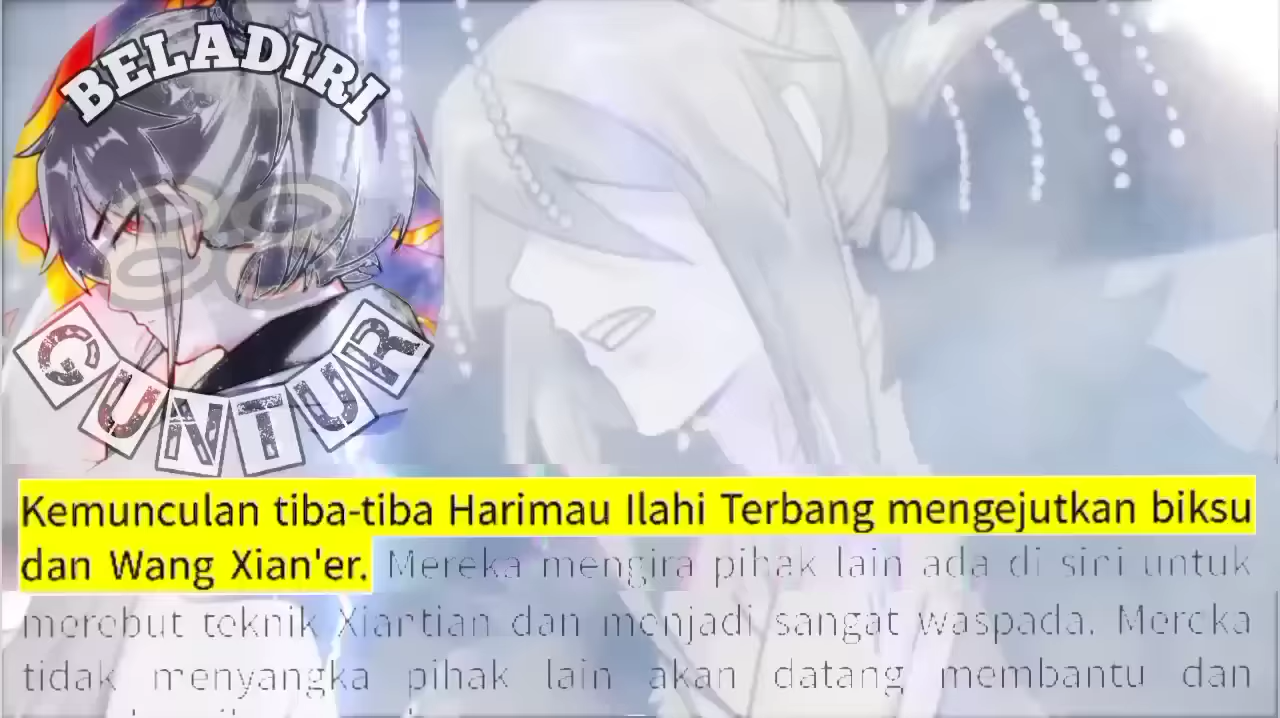 BELADIRI
GUNTUR
Kemunculan tiba-tiba Harimau Ilahi Terbang mengejutkan biksu
dan Wang Xian'er. Mereka mengira pihak lain ada di sini untuk
merebut teknik Xiantian dan menjadi sangat waspada. Mereka
tidak menyangka pihak lain akan datang membantu dan